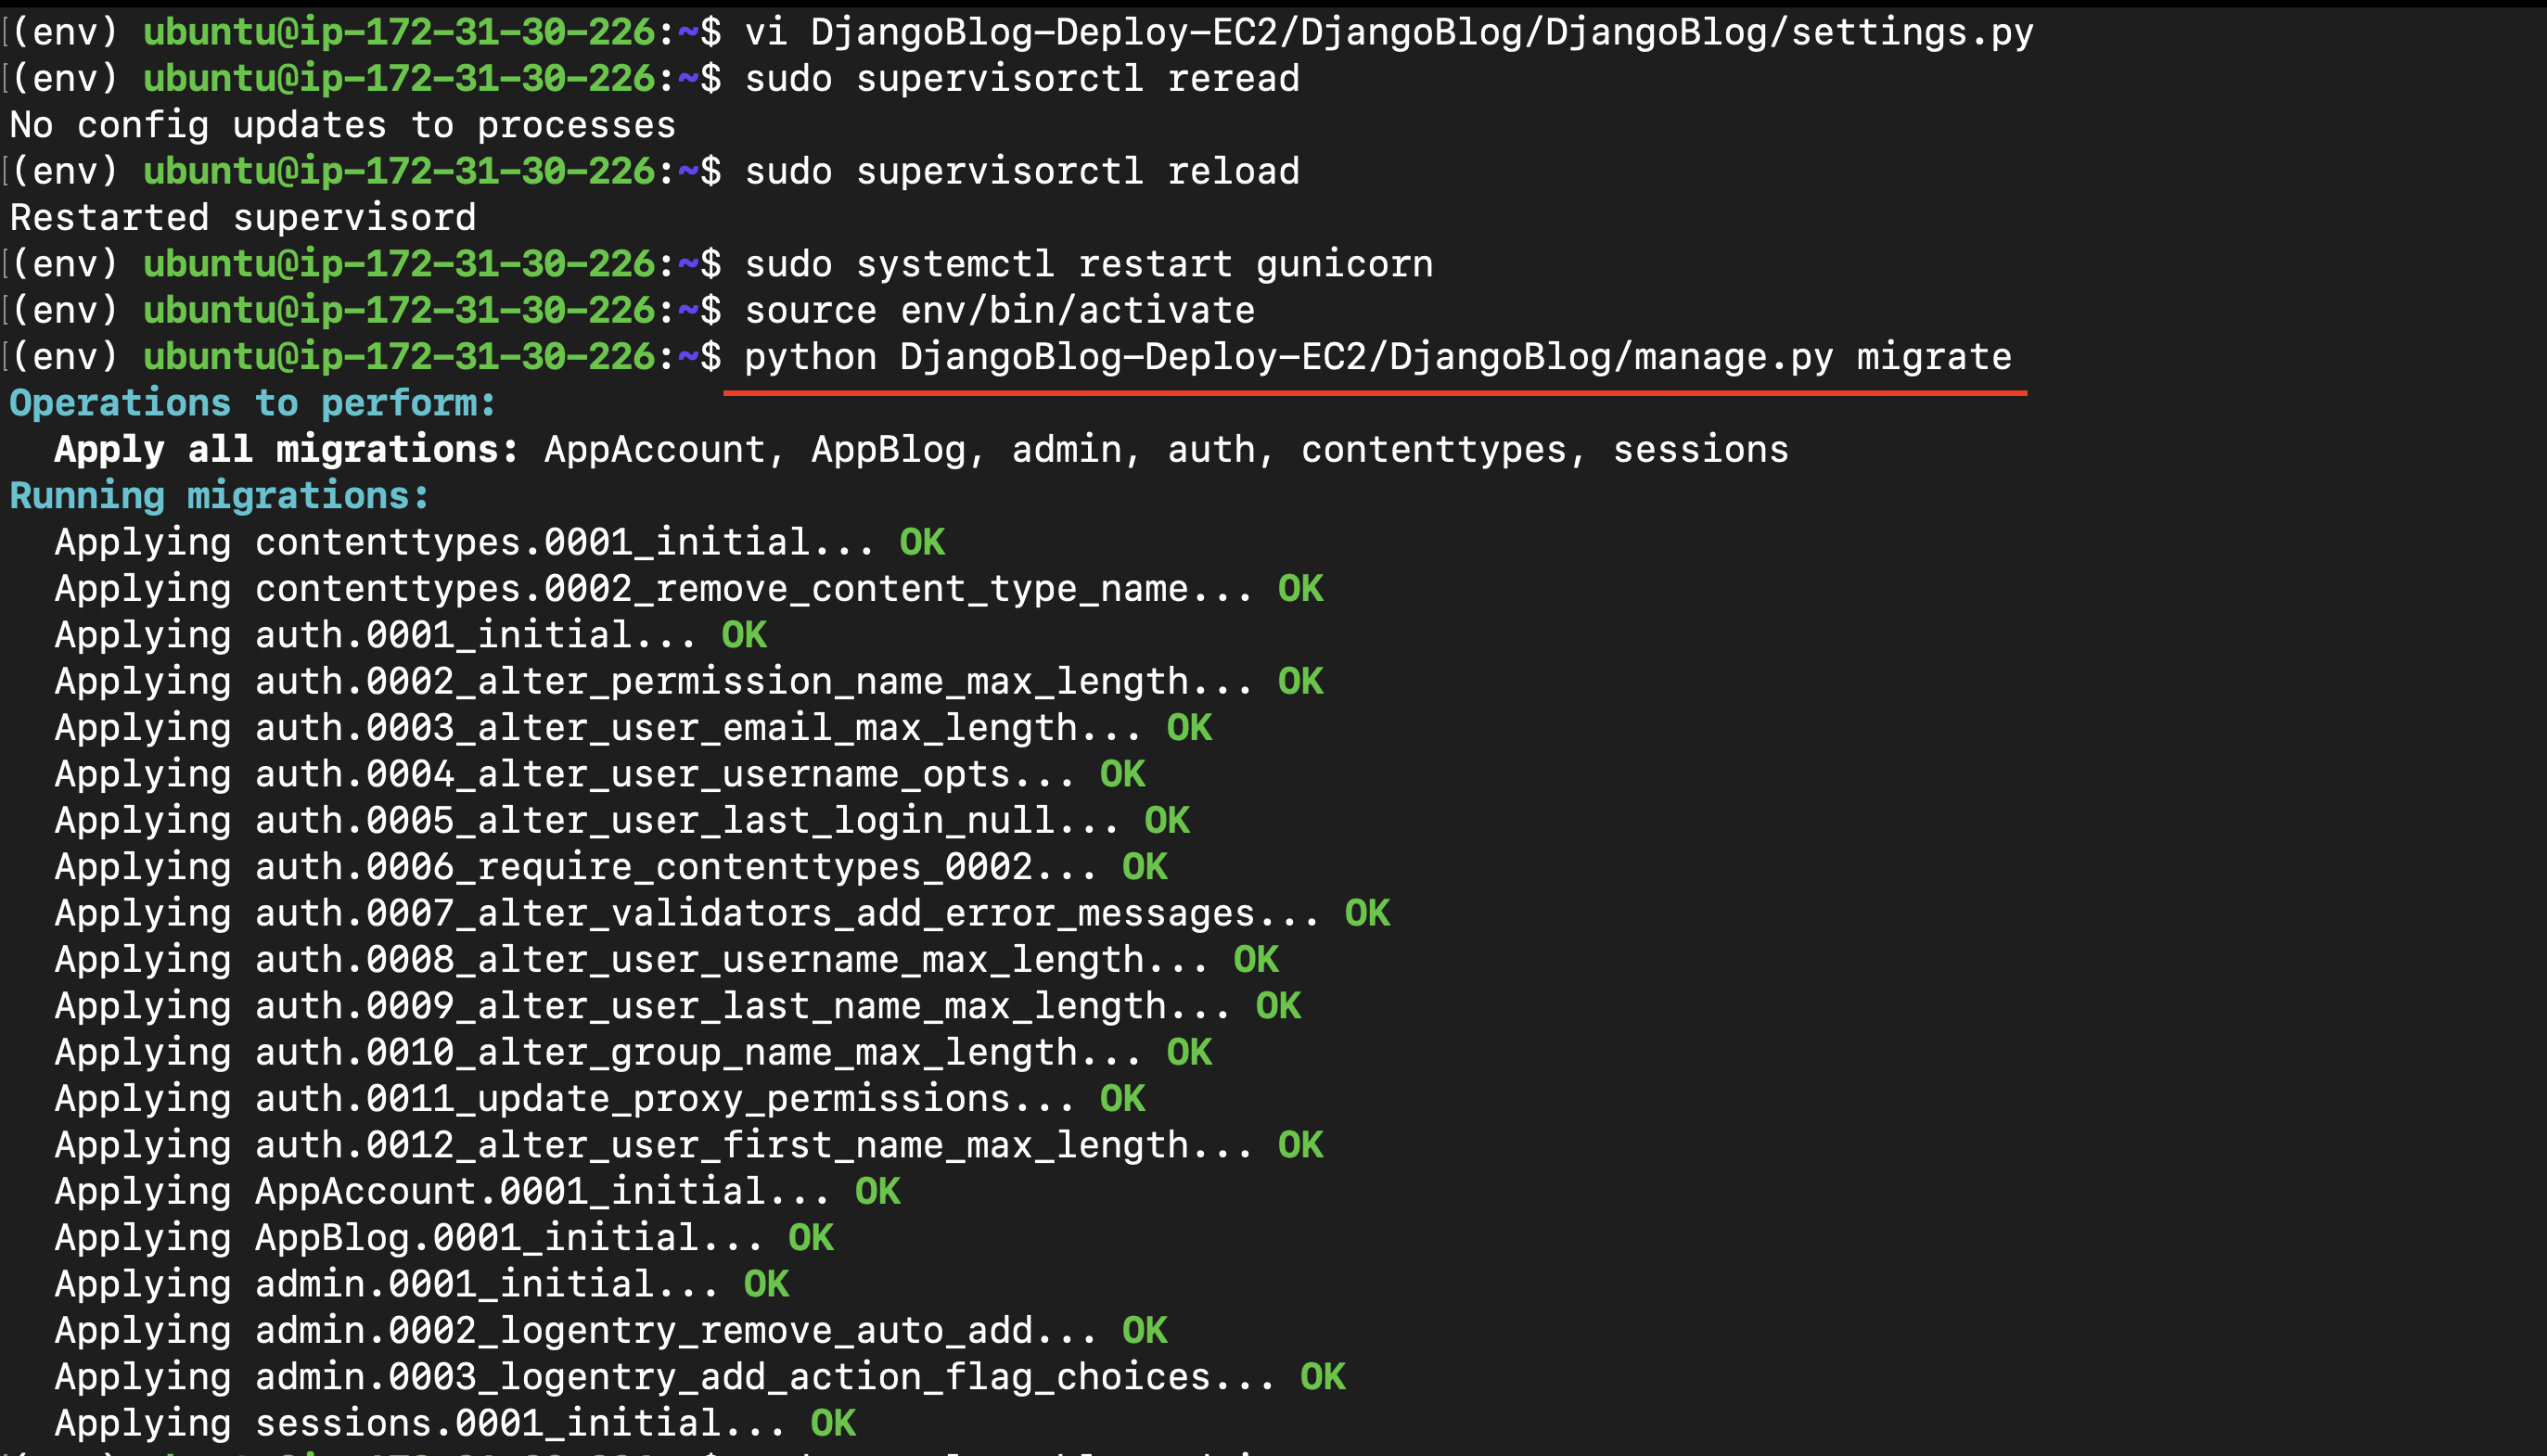 (env) ubuntu@ip-172-31-30-226:~$ vi DjangoBlog-Deploy-EC2/DjangoBlog/DjangoBlog/settings.py
(env) ubuntu@ip-172-31-30-226:~$ sudo supervisorctl reread
No config updates to processes
(env) ubuntu@ip-172-31-30-226:~$ sudo supervisorctl reload
Restarted supervisord
(env) ubuntu@ip-172-31-30-226:~$ sudo systemctl restart gunicorn
(env) ubuntu@ip-172-31-30-226:~$ source env/bin/activate
(env) ubuntu@ip-172-31-30-226:~$ python DjangoBlog-Deploy-EC2/DjangoBlog/manage.py migrate
Operations to perform:
  Apply all migrations: AppAccount, AppBlog, admin, auth, contenttypes, sessions
Running migrations:
  Applying contenttypes.0001_initial... OK
  Applying contenttypes.0002_remove_content_type_name... OK
  Applying auth.0001_initial... OK
  Applying auth.0002_alter_permission_name_max_length... OK
  Applying auth.0003_alter_user_email_max_length... OK
  Applying auth.0004_alter_user_username_opts... OK
  Applying auth.0005_alter_user_last_login_null... OK
  Applying auth.0006_require_contenttypes_0002... OK
  Applying auth.0007_alter_validators_add_error_messages... OK
  Applying auth.0008_alter_user_username_max_length... OK
  Applying auth.0009_alter_user_last_name_max_length... OK
  Applying auth.0010_alter_group_name_max_length... OK
  Applying auth.0011_update_proxy_permissions... OK
  Applying auth.0012_alter_user_first_name_max_length... OK
  Applying AppAccount.0001_initial... OK
  Applying AppBlog.0001_initial... OK
  Applying admin.0001_initial... OK
  Applying admin.0002_logentry_remove_auto_add... OK
  Applying admin.0003_logentry_add_action_flag_choices... OK
  Applying sessions.0001_initial... OK